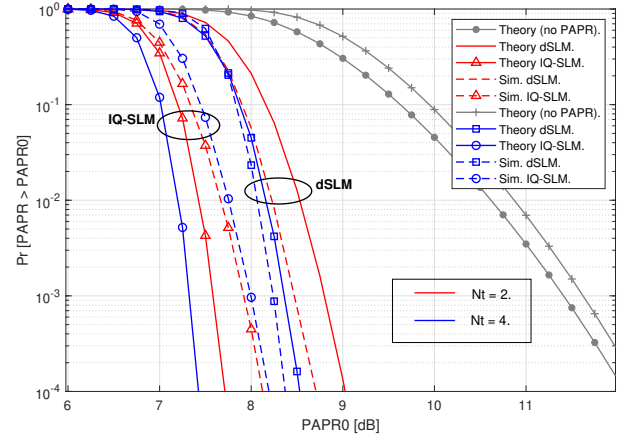 10^0
10^-1
10^-2
10^-3
10^-4
Pr [PAPR > PAPR0]
6
7
8
9
10
11
PAPR0 [dB]
IQ-SLM
dSLM
Theory (no PAPR).
Theory dSLM.
Theory IQ-SLM.
Sim. dSLM.
Sim. IQ-SLM.
Theory (no PAPR).
Theory dSLM.
Theory IQ-SLM.
Sim. dSLM.
Sim. IQ-SLM.
Nt = 2.
Nt = 4.